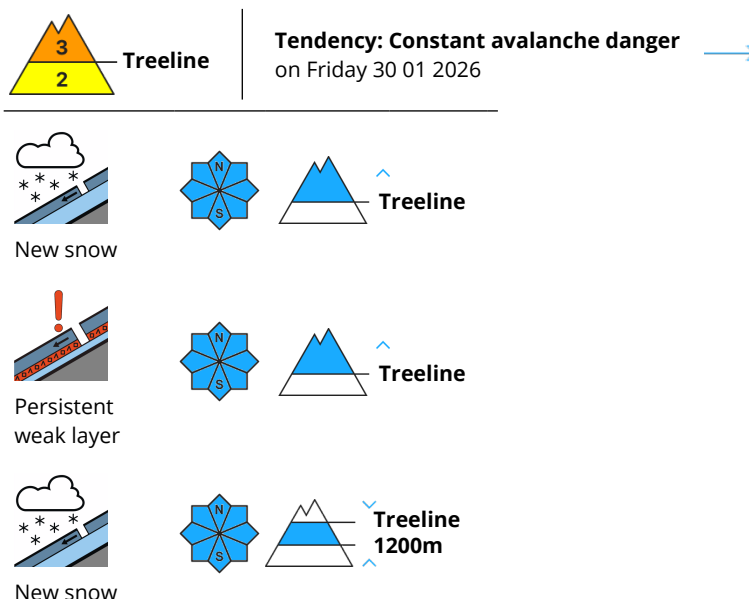 3
2
Treeline
Tendency: Constant avalanche danger
on Friday 30 01 2026
N
S
Treeline
New snow
N
S
Treeline
Persistent
weak layer
N
S
Treeline
1200m
New snow